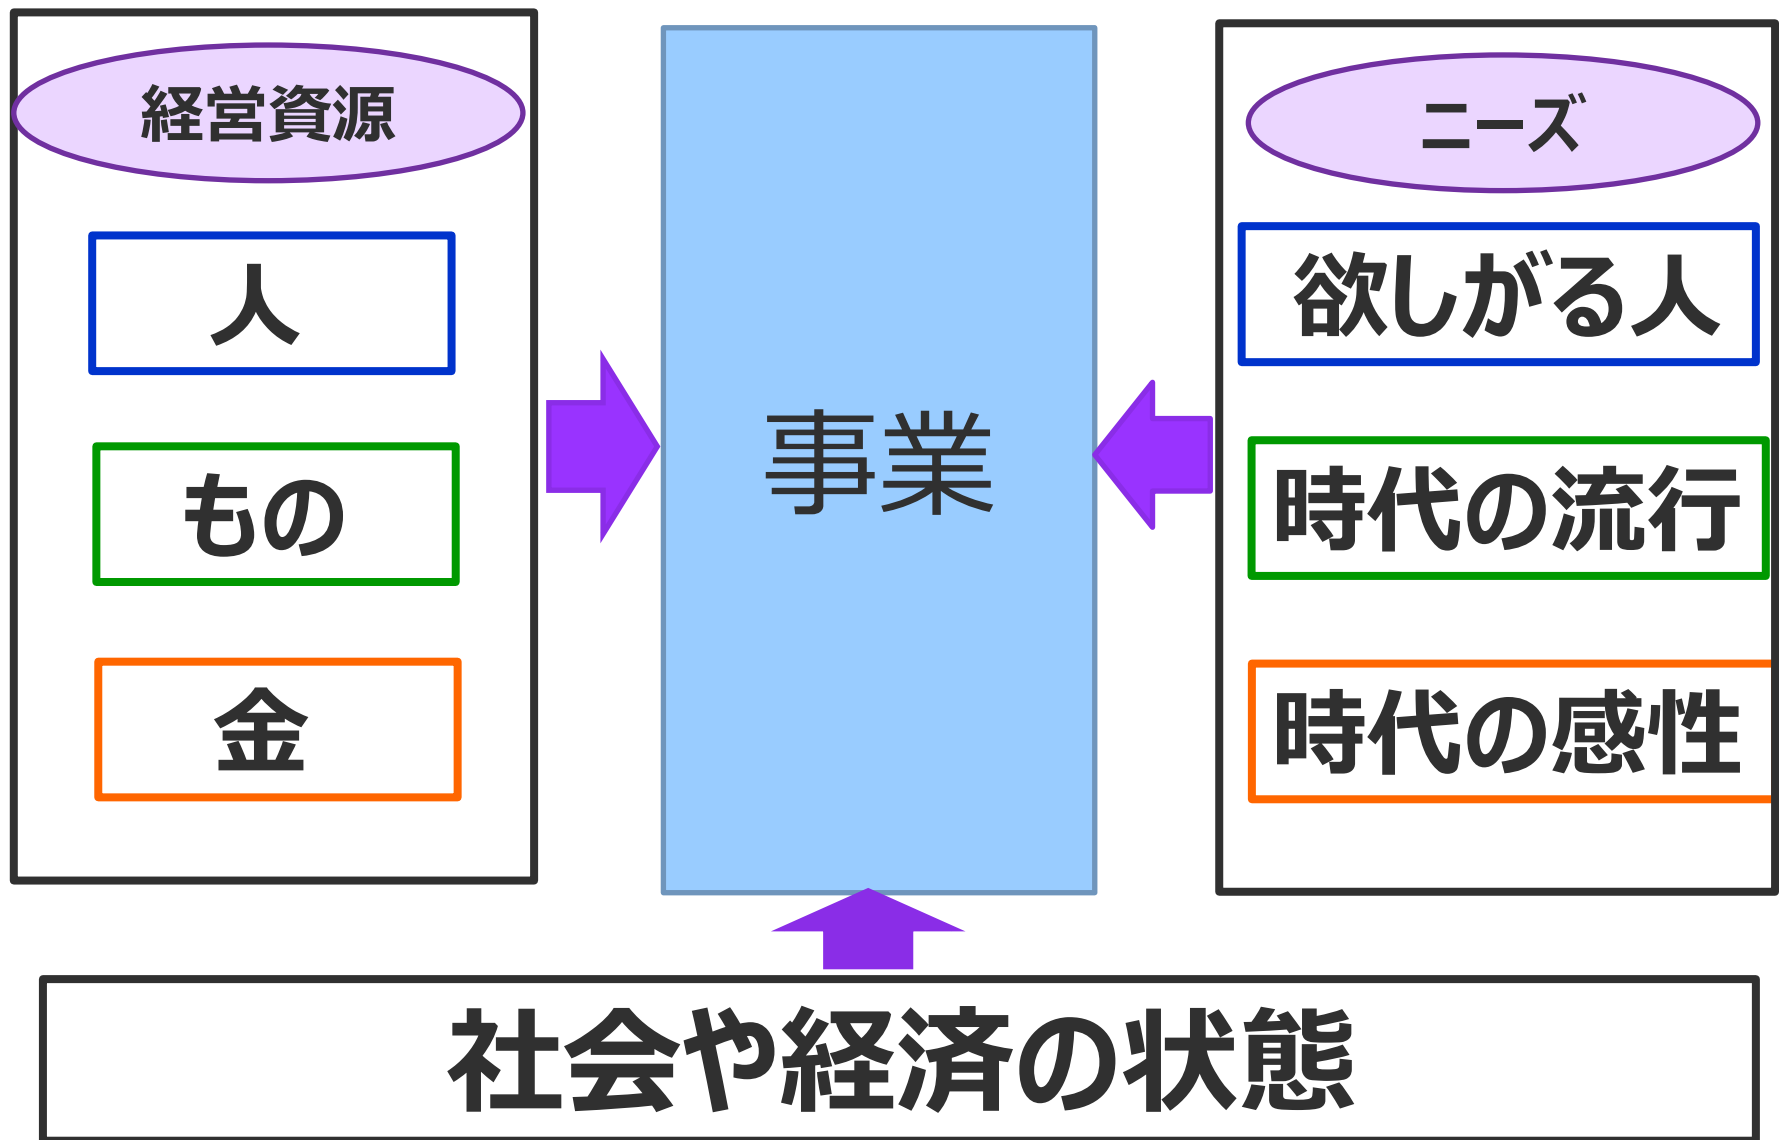 経営資源
人
もの
金
事業
ニーズ
欲しがる人
時代の流行
時代の感性
社会や経済の状態